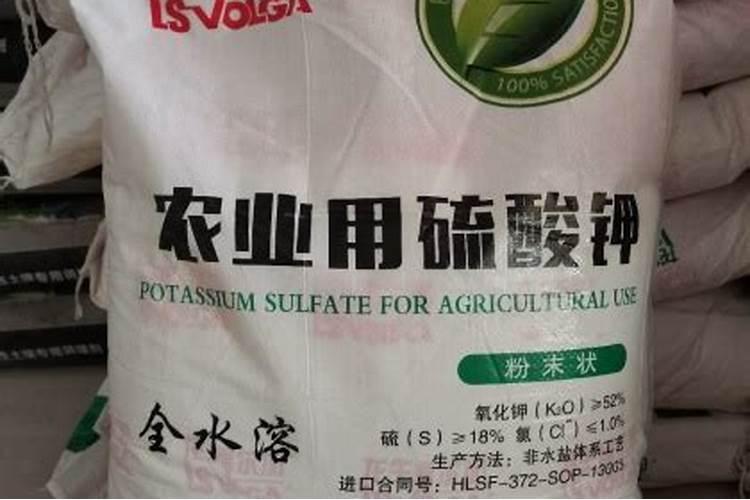 LSVOLGA
100% SATISFACTION
农业用硫酸钾
POTASSIUM SULFATE FOR AGRICULTURAL USE
粉末状
全水溶
氧化钾(K₂O)≥52%
硫(S)≥18% 氯(Cl⁻)≤1.0%
生产方法：非水盐体系工艺
进口合同号：HLSF-372-SOP-1300S